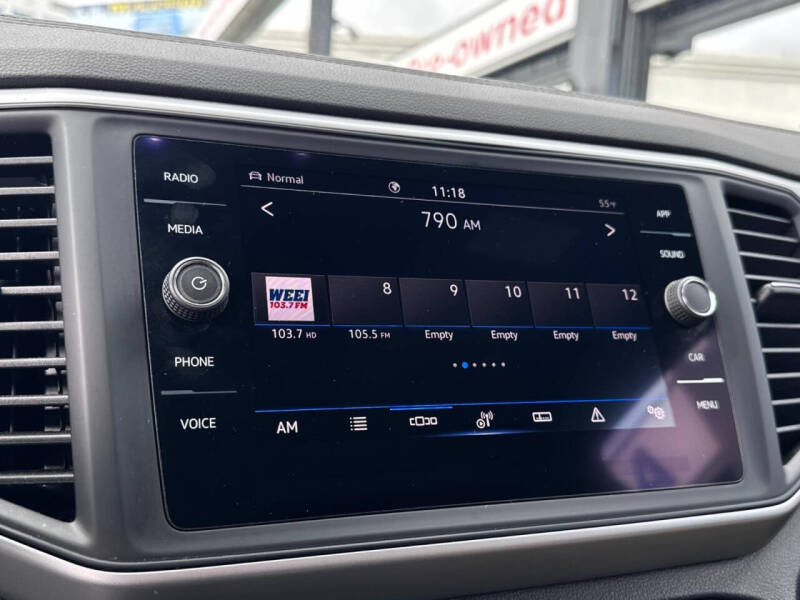 Pre-owned
RADIO
MEDIA
PHONE
VOICE
Normal
11:18
55°F
<
790 AM
>
WEEI
103.7 FM
8
9
10
11
12
103.7 HD
105.5 FM
Empty
Empty
Empty
Empty
AM
APP
SOUND
CAR
MENU